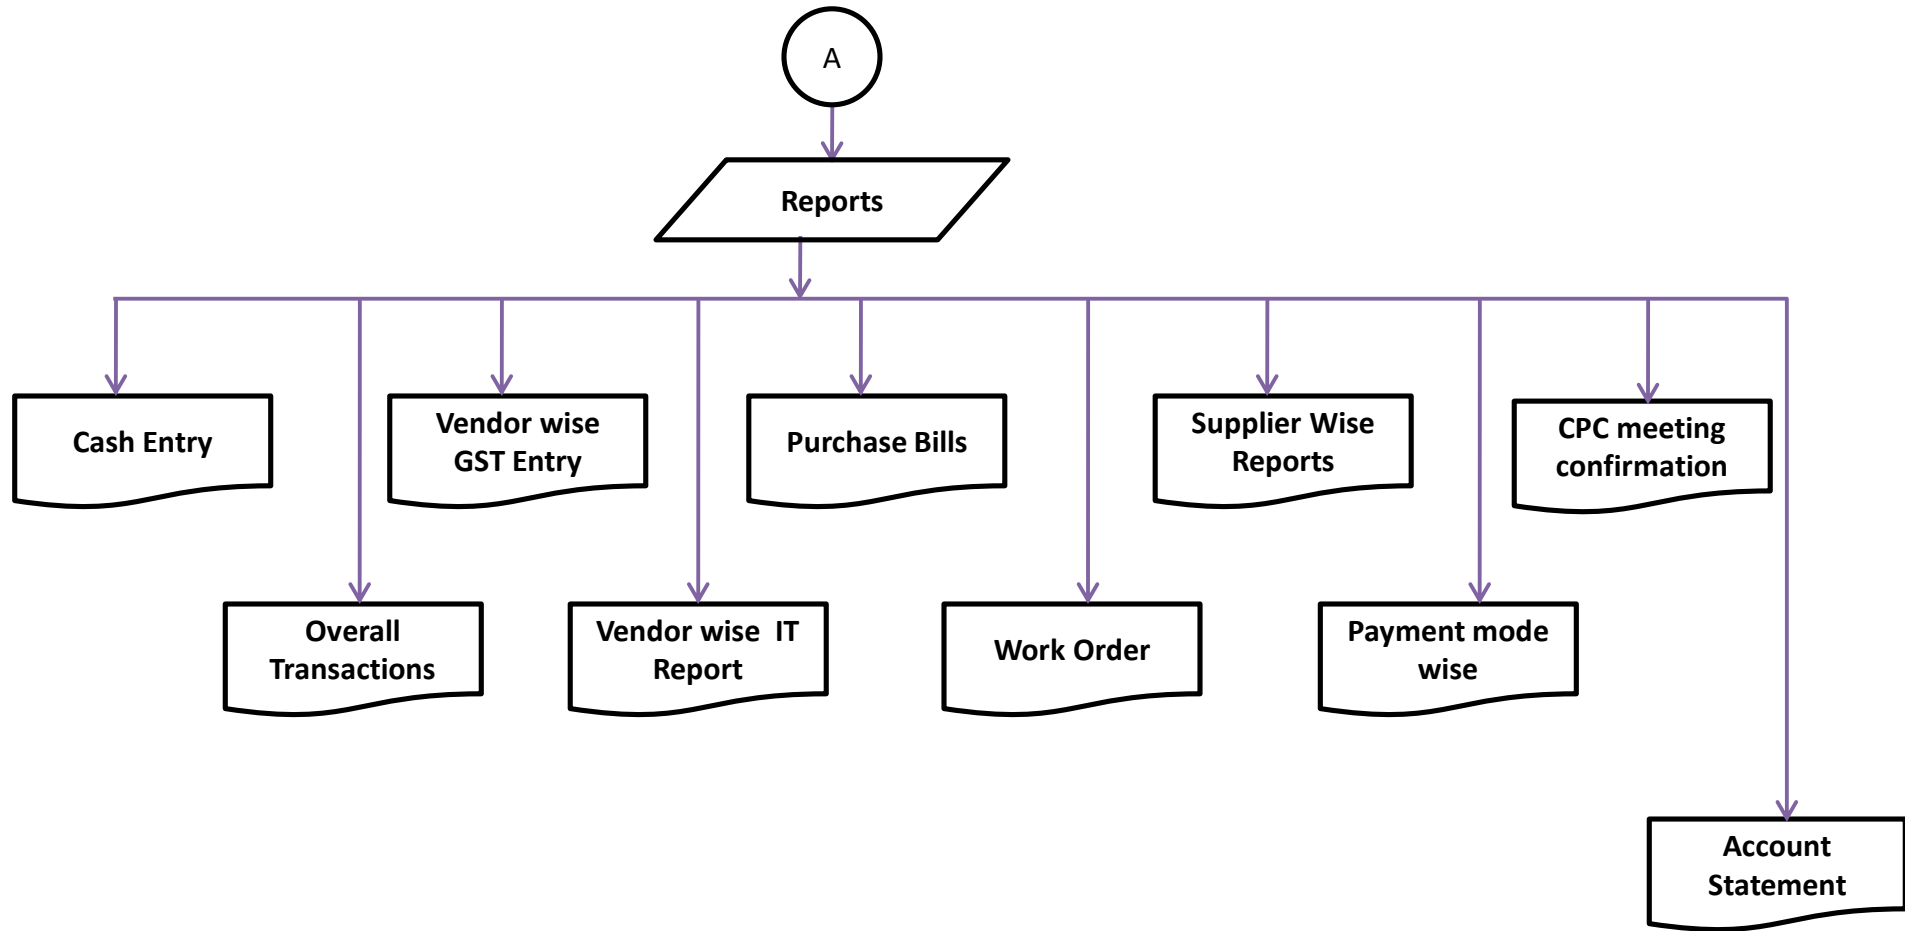 A
Reports
Cash Entry
Vendor wise
GST Entry
Purchase Bills
Supplier Wise
Reports
CPC meeting
confirmation
Overall
Transactions
Vendor wise  IT
Report
Work Order
Payment mode
wise
Account
Statement